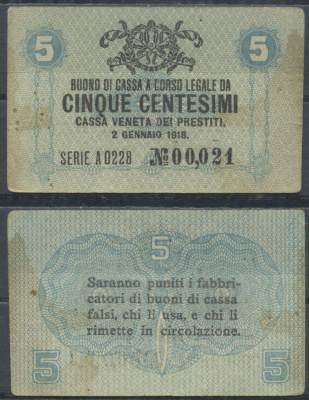 5 5
BUONO DI CASSA A CORSO LEGALE DA
CINQUE CENTESIMI
CASSA VENETA DEI PRESTITI.
2 GENNAIO 1918.
SERIE A 0228 № 00,021
5
Saranno puniti i fabbri-
catori di buoni di cassa
falsi, chi li usa, e chi li
rimette in circolazione.
5 5